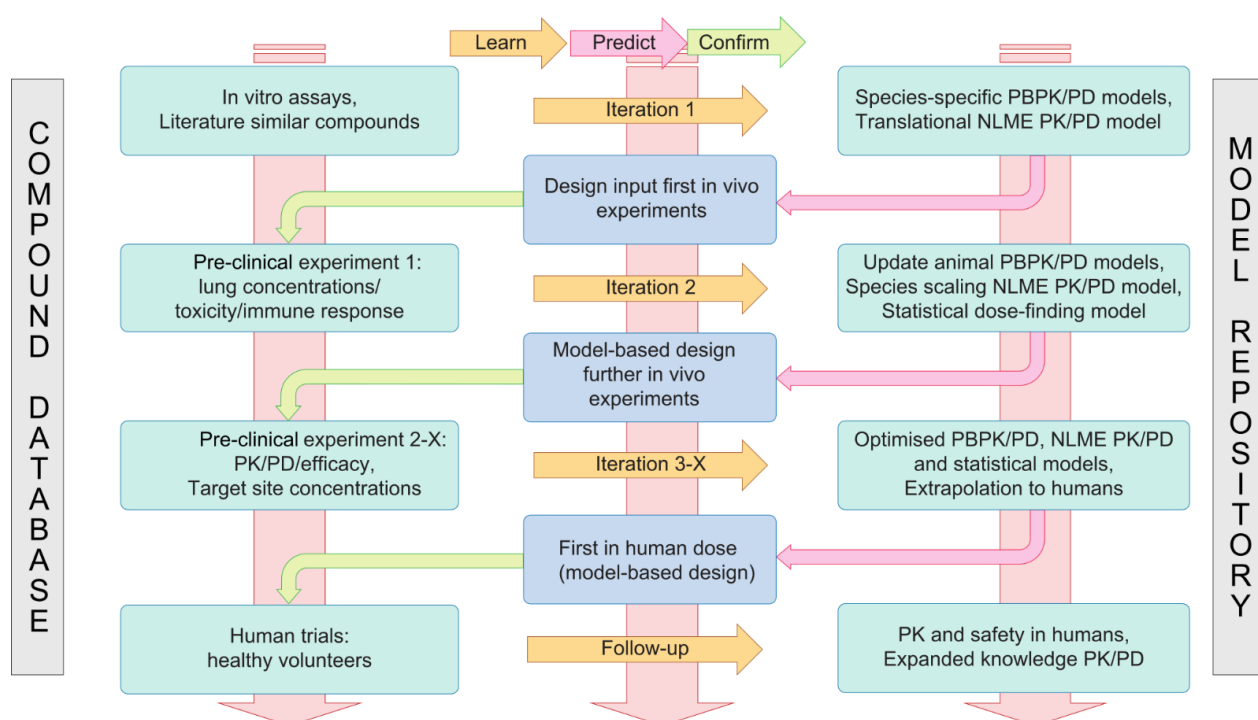 Learn
Predict
Confirm
COMPOUND DATABASE
MODEL REPOSITORY
In vitro assays,
Literature similar compounds
Iteration 1
Species-specific PBPK/PD models,
Translational NLME PK/PD model
Design input first in vivo
experiments
Pre-clinical experiment 1:
lung concentrations/
toxicity/immune response
Iteration 2
Update animal PBPK/PD models,
Species scaling NLME PK/PD model,
Statistical dose-finding model
Model-based design
further in vivo
experiments
Pre-clinical experiment 2-X:
PK/PD/efficacy,
Target site concentrations
Iteration 3-X
Optimised PBPK/PD, NLME PK/PD
and statistical models,
Extrapolation to humans
First in human dose
(model-based design)
Human trials:
healthy volunteers
Follow-up
PK and safety in humans,
Expanded knowledge PK/PD